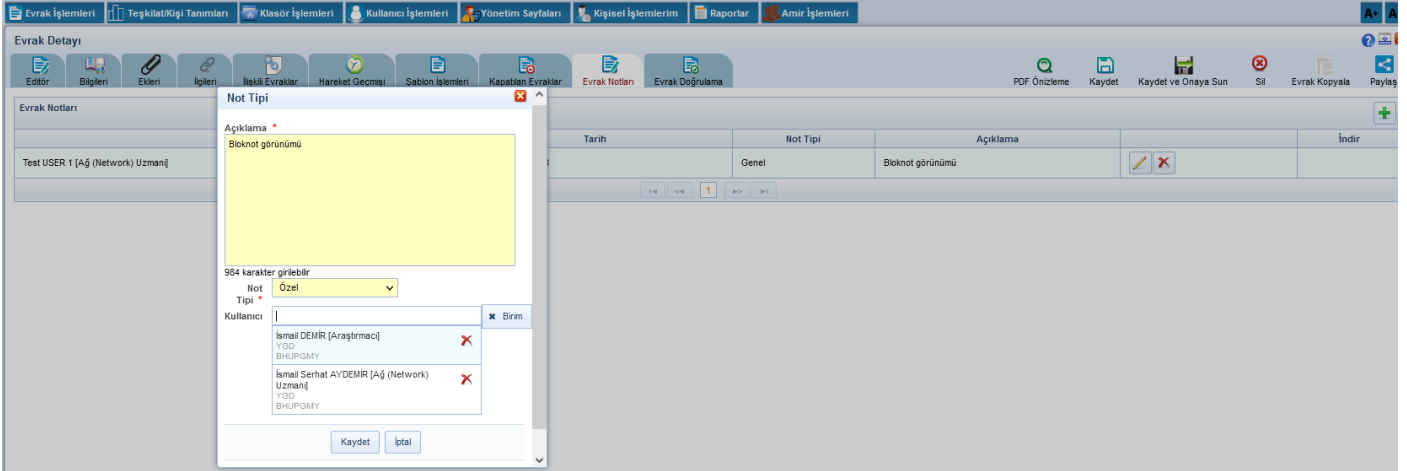 Evrak İşlemleri Teşkilat/Kişi Tanımları Klasör İşlemleri Kullanıcı İşlemleri Yönetim Sayfaları Kişisel İşlemlerim Raporlar Amir İşlemleri A+
Evrak Detayı
Editör Bilgileri Ekleri İlgileri İlişkili Evraklar Hareket Geçmişi Şablon İşlemleri Kapatılan Evraklar Evrak Notları Evrak Doğrulama PDF Önizleme Kaydet Kaydet ve Onaya Sun Sil Evrak Kopyala Paylaş
Evrak Notları
Tarih Not Tipi Açıklama İndir
Test USER 1 [Ağ (Network) Uzmanı] Genel Bloknot görünümü
1
Not Tipi
Açıklama *
Bloknot görünümü
984 karakter girilebilir
Not Özel
Tipi *
Kullanıcı Birim
İsmail DEMİR [Araştırmacı]
YGD
BHUPGMY
İsmail Serhat AYDEMİR [Ağ (Network)
Uzmanı]
YGD
BHUPGMY
Kaydet İptal